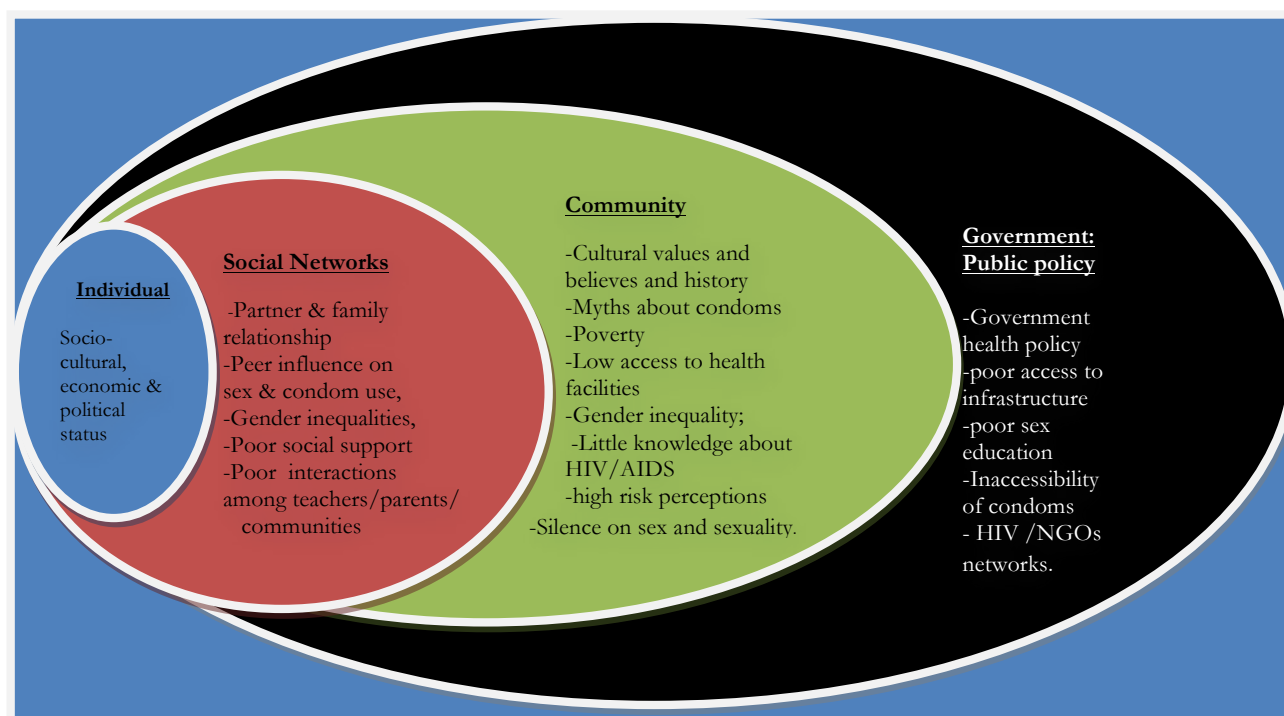 Individual
Socio-
cultural,
economic &
political
status
Social Networks
-Partner & family
relationship
-Peer influence on
sex & condom use,
-Gender inequalities,
-Poor social support
-Poor interactions
among teachers/parents/
communities
Community
-Cultural values and
believes and history
-Myths about condoms
-Poverty
-Low access to health
facilities
-Gender inequality;
-Little knowledge about
HIV/AIDS
-high risk perceptions
-Silence on sex and sexuality.
Government:
Public policy
-Government
health policy
-poor access to
infrastructure
-poor sex
education
-Inaccessibility
of condoms
- HIV /NGOs
networks.